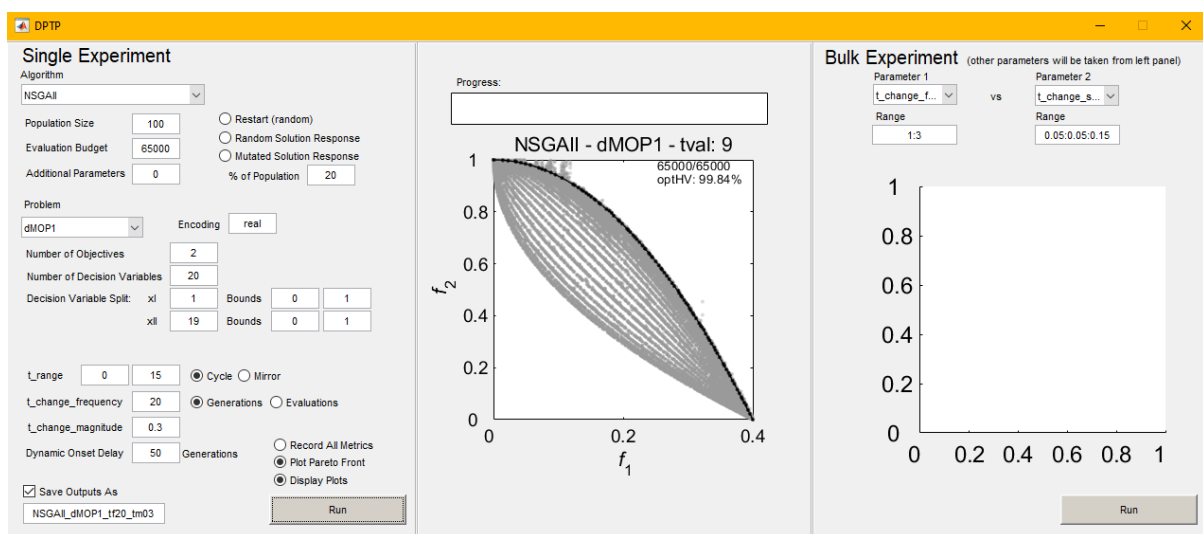 DPTP
Single Experiment
Algorithm
NSGAII
Population Size 100
Evaluation Budget 65000
Additional Parameters 0
Restart (random)
Random Solution Response
Mutated Solution Response
% of Population 20
Problem
dMOP1 Encoding real
Number of Objectives 2
Number of Decision Variables 20
Decision Variable Split: xI 1 Bounds 0 1
xII 19 Bounds 0 1
t_range 0 15 Cycle Mirror
t_change_frequency 20 Generations Evaluations
t_change_magnitude 0.3
Dynamic Onset Delay 50 Generations
Record All Metrics
Plot Pareto Front
Display Plots
Save Outputs As
NSGAII_dMOP1_tf20_tm03
Run
Progress:
NSGAII - dMOP1 - tval: 9
65000/65000
optHV: 99.84%
1
0.8
0.6
0.4
0.2
0
f2
0 0.2 0.4
f1
Bulk Experiment (other parameters will be taken from left panel)
Parameter 1 Parameter 2
t_change_f... vs t_change_s...
Range Range
1:3 0.05:0.05:0.15
1
0.8
0.6
0.4
0.2
0
0 0.2 0.4 0.6 0.8 1
Run